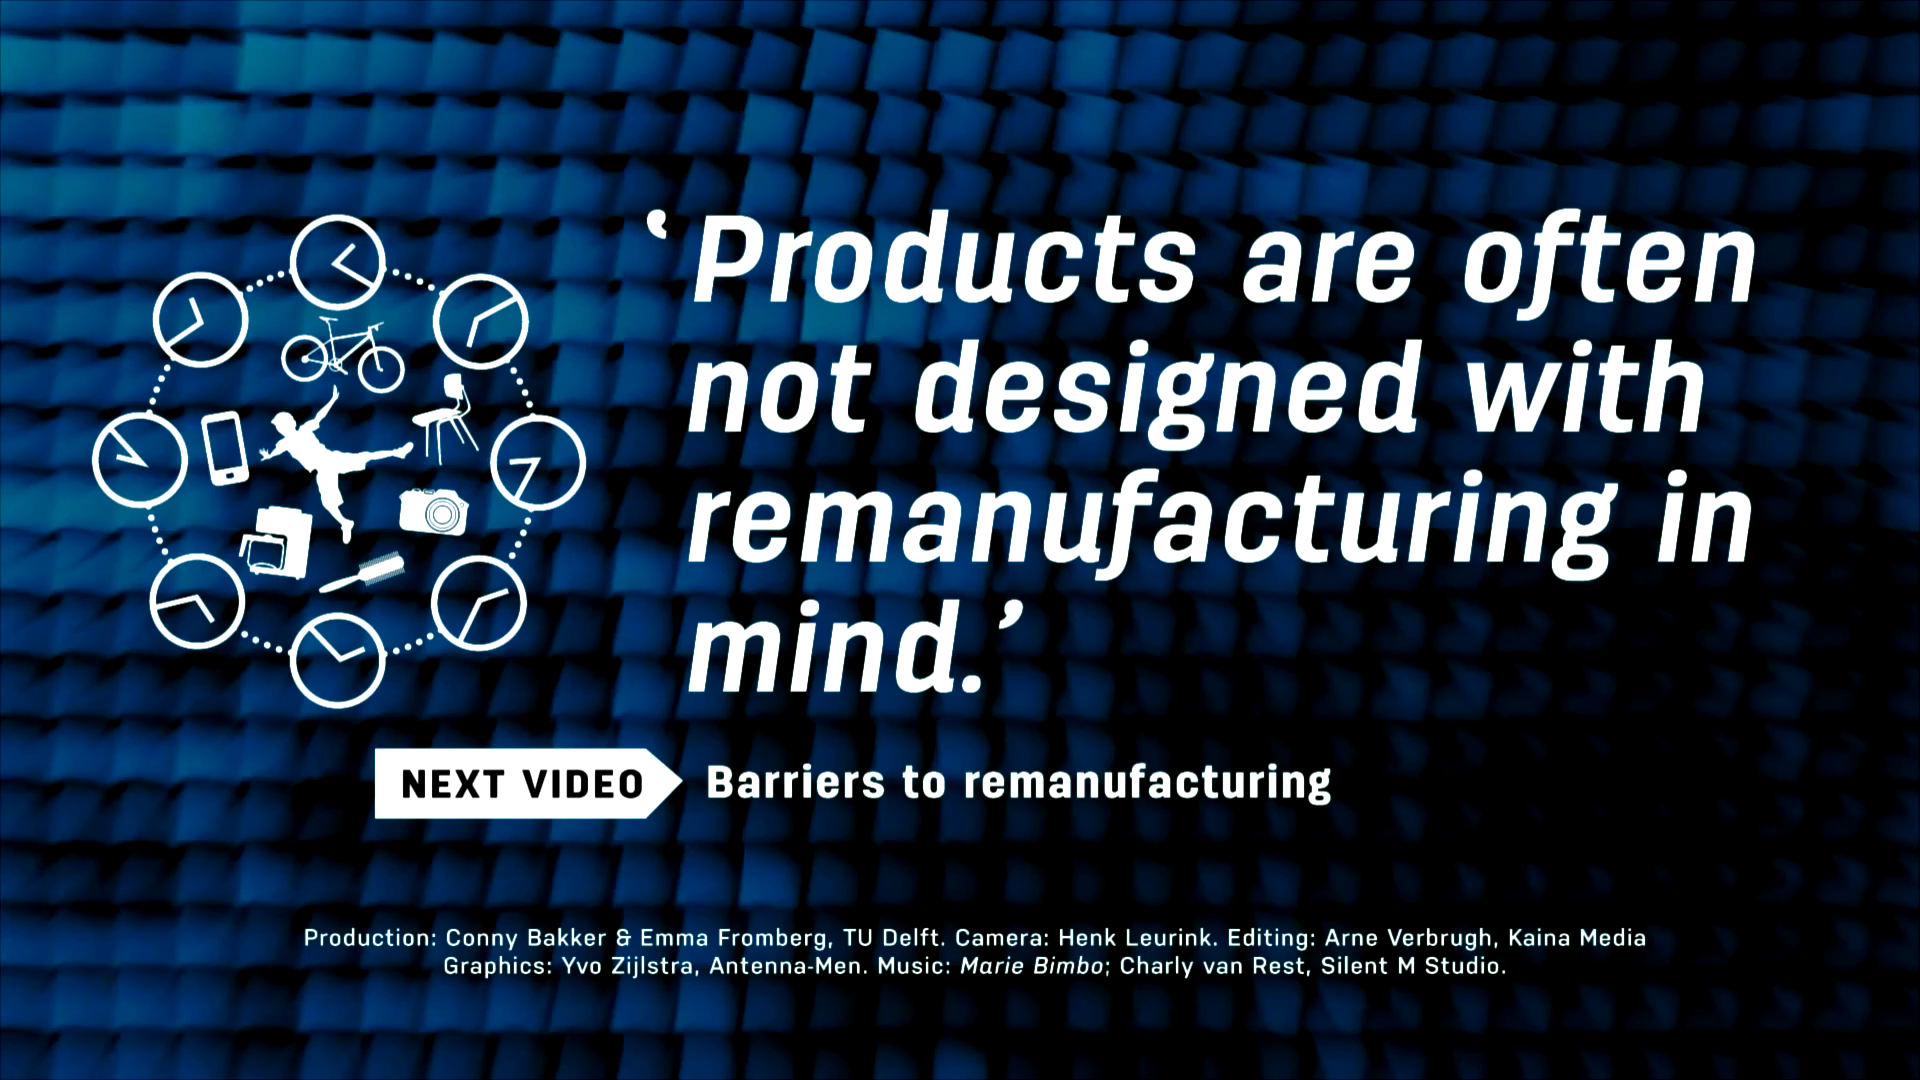 ‘Products are often
not designed with
remanufacturing in
mind.’
NEXT VIDEO Barriers to remanufacturing
Production: Conny Bakker & Emma Fromberg, TU Delft. Camera: Henk Leurink. Editing: Arne Verbrugh, Kaina Media
Graphics: Yvo Zijlstra, Antenna-Men. Music: Marie Bimbo; Charly van Rest, Silent M Studio.